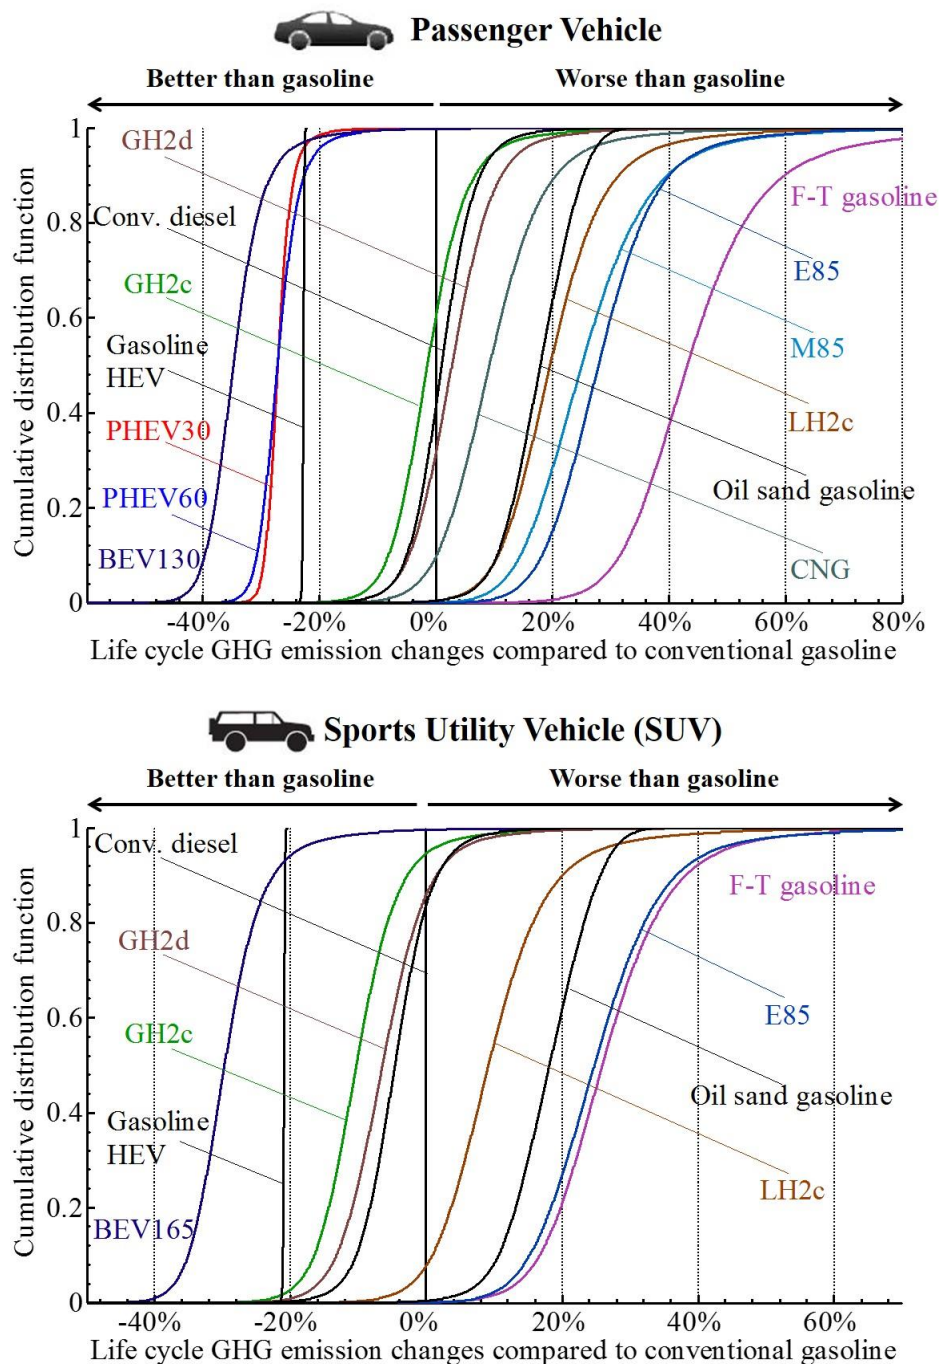 Passenger Vehicle
Better than gasoline
Worse than gasoline
Cumulative distribution function
1
0.8
0.6
0.4
0.2
0
GH2d
Conv. diesel
GH2c
Gasoline
HEV
PHEV30
PHEV60
BEV130
F-T gasoline
E85
M85
LH2c
Oil sand gasoline
CNG
-40%
-20%
0%
20%
40%
60%
80%
Life cycle GHG emission changes compared to conventional gasoline
Sports Utility Vehicle (SUV)
Better than gasoline
Worse than gasoline
Cumulative distribution function
1
0.8
0.6
0.4
0.2
0
Conv. diesel
GH2d
GH2c
Gasoline
HEV
BEV165
F-T gasoline
E85
Oil sand gasoline
LH2c
-40%
-20%
0%
20%
40%
60%
Life cycle GHG emission changes compared to conventional gasoline